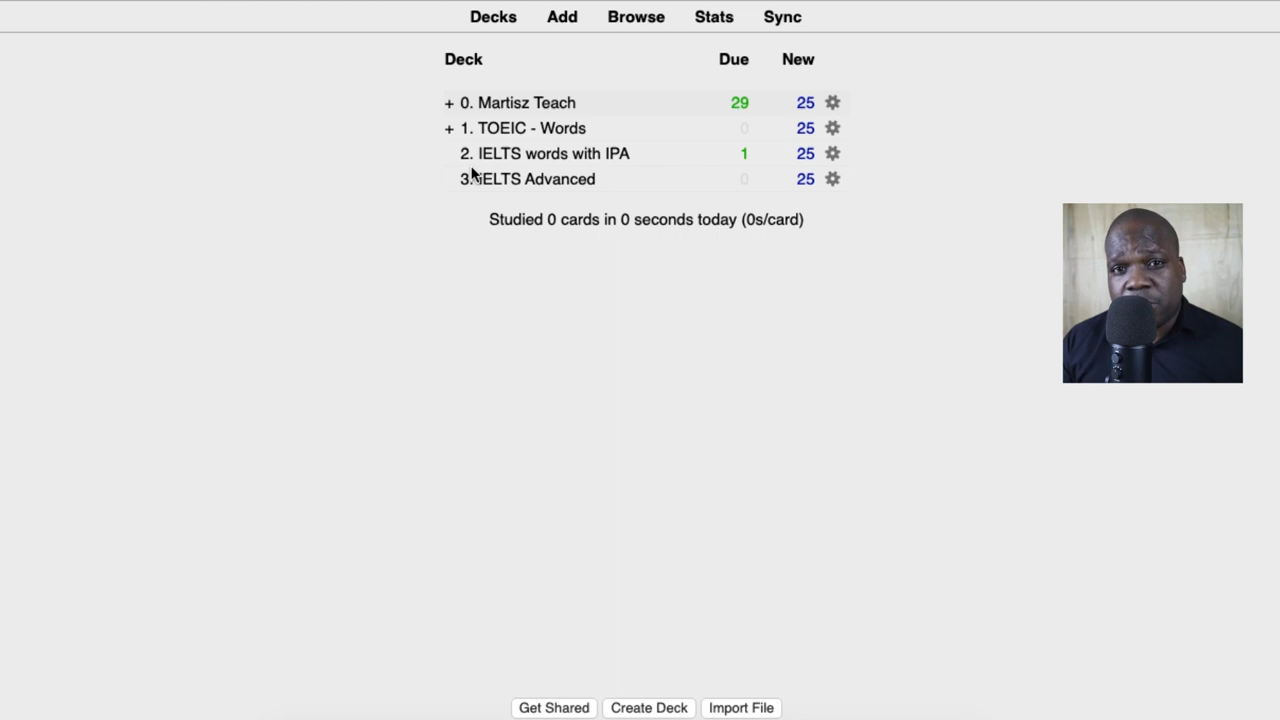 Decks Add Browse Stats Sync
Deck Due New
+ 0. Martisz Teach 29 25
+ 1. TOEIC - Words 0 25
2. IELTS words with IPA 1 25
3. IELTS Advanced 0 25
Studied 0 cards in 0 seconds today (0s/card)
Get Shared Create Deck Import File